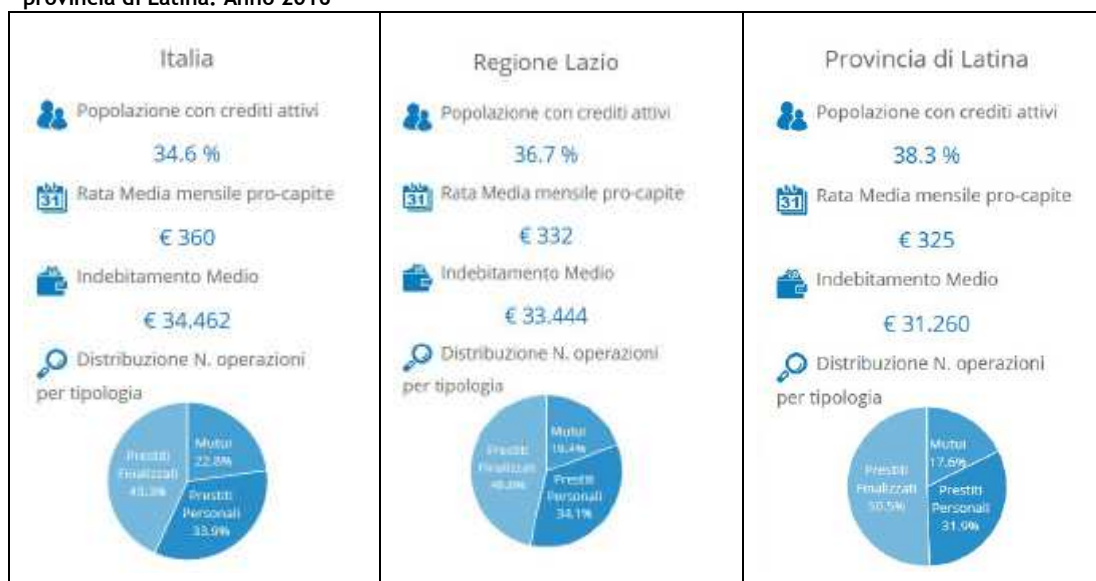 provincia di Latina. Anno
Italia
Popolazione con crediti attivi
34.6 %
Rata Media mensile pro-capite
€ 360
Indebitamento Medio
€ 34.462
Distribuzione N. operazioni
per tipologia
Mutui
22.8%
Prestiti
Finalizzati
43.3%
Prestiti
Personali
33.9%
Regione Lazio
Popolazione con crediti attivi
36.7 %
Rata Media mensile pro-capite
€ 332
Indebitamento Medio
€ 33.444
Distribuzione N. operazioni
per tipologia
Mutui
Prestiti
Finalizzati
Prestiti
Personali
34.1%
Provincia di Latina
Popolazione con crediti attivi
38.3 %
Rata Media mensile pro-capite
€ 325
Indebitamento Medio
€ 31.260
Distribuzione N. operazioni
per tipologia
Mutui
17.6%
Prestiti
Finalizzati
50.5%
Prestiti
Personali
31.9%